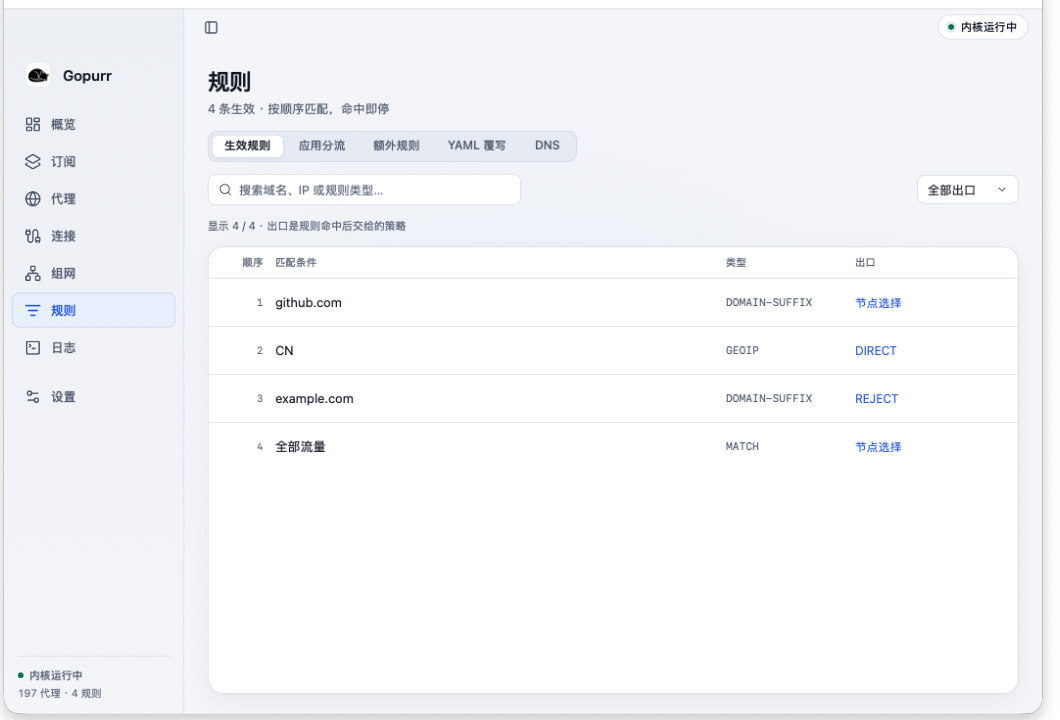 内核运行中
Gopurr
概览
订阅
代理
连接
组网
规则
日志
设置
内核运行中
197 代理 · 4 规则
规则
4 条生效 · 按顺序匹配，命中即停
生效规则 应用分流 额外规则 YAML 覆写 DNS
搜索域名、IP 或规则类型...
全部出口
显示 4 / 4 · 出口是规则命中后交给的策略
顺序 匹配条件 类型 出口
1 github.com DOMAIN-SUFFIX 节点选择
2 CN GEOIP DIRECT
3 example.com DOMAIN-SUFFIX REJECT
4 全部流量 MATCH 节点选择